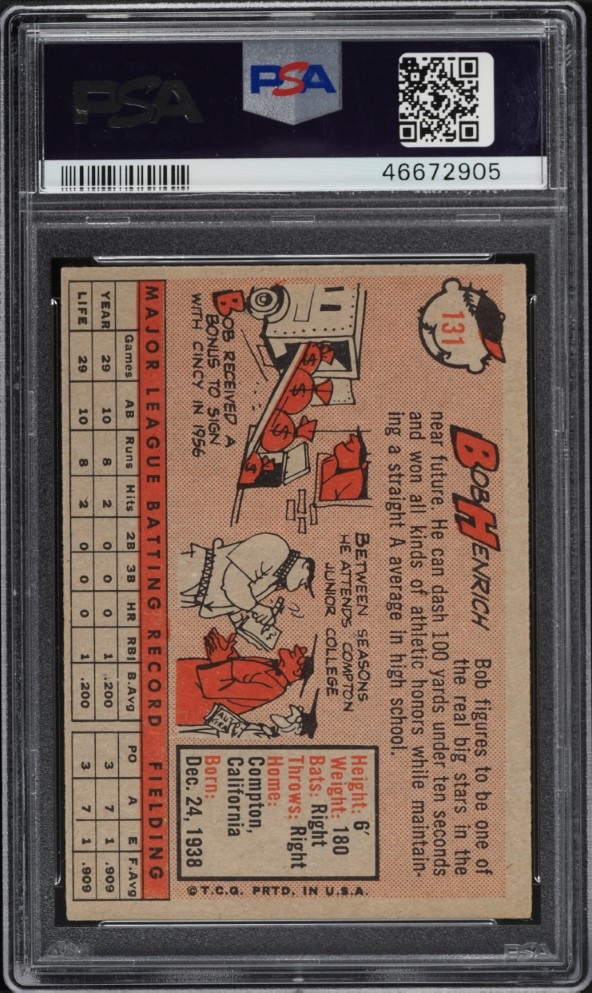 PSA
PSA
46672905
131
BOB HENRICH
Bob figures to be one of
the real big stars in the
near future. He can dash 100 yards under ten seconds
and won all kinds of athletic honors while maintain-
ing a straight A average in high school.
BOB RECEIVED A
BONUS TO SIGN
WITH CINCY IN 1956
$
$
$
$
BETWEEN SEASONS
HE ATTENDS COMPTON
JUNIOR COLLEGE
Height: 6'
Weight: 180
Bats: Right
Throws: Right
Home:
Compton,
California
Born:
Dec. 24, 1938
©T.C.G. PRTD. IN U.S.A.
MAJOR LEAGUE BATTING RECORD FIELDING
Games AB Runs Hits 2B 3B HR RBI B.Avg PO A E F.Avg
YEAR 29 10 8 2 0 0 0 1 .200 3 7 1 .909
LIFE 29 10 8 2 0 0 0 1 .200 3 7 1 .909
PSA